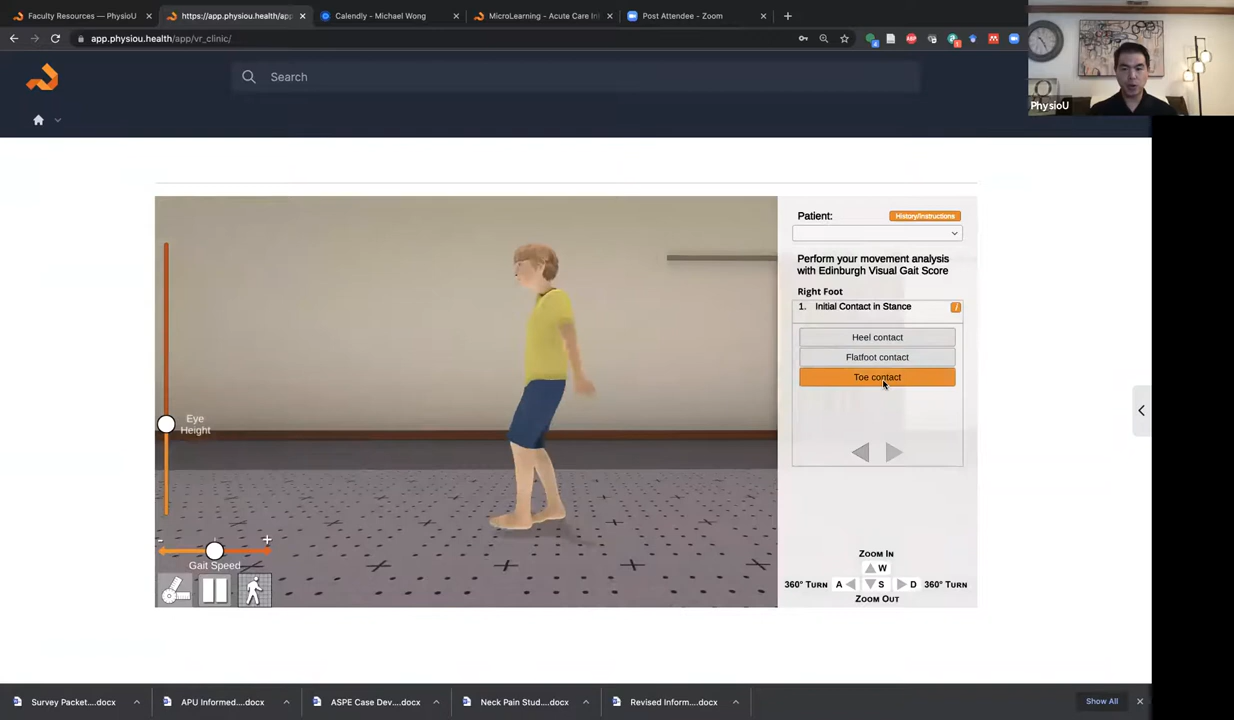 Faculty Resources — PhysioU
https://app.physiou.health/app
Calendly - Michael Wong
MicroLearning - Acute Care In
Post Attendee - Zoom
app.physiou.health/app/vr_clinic/
Search
PhysioU
Patient:
History/Instructions
Perform your movement analysis
with Edinburgh Visual Gait Score
Right Foot
1. Initial Contact in Stance
i
Heel contact
Flatfoot contact
Toe contact
Eye
Height
- +
Gait Speed
ZOOM IN
W
360° TURN A S D 360° TURN
ZOOM OUT
Survey Packet....docx
APU Informed....docx
ASPE Case Dev....docx
Neck Pain Stud....docx
Revised Inform....docx
Show All